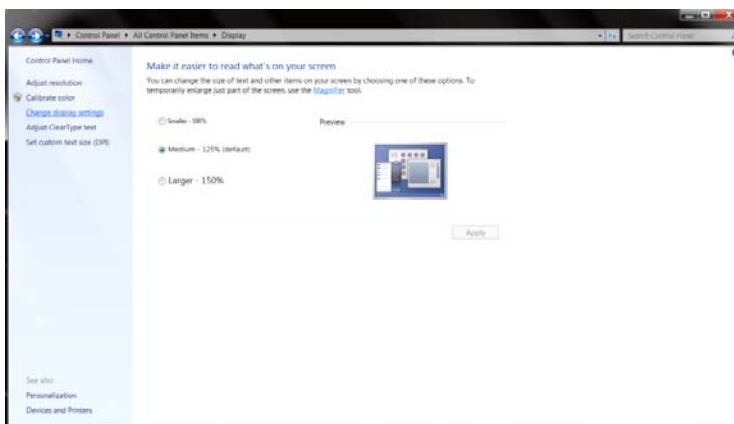 Control Panel ▸ All Control Panel Items ▸ Display
Search Control Panel
Control Panel Home
Adjust resolution
Calibrate color
Change display settings
Adjust ClearType text
Set custom text size (DPI)
See also
Personalization
Devices and Printers
Make it easier to read what's on your screen
You can change the size of text and other items on your screen by choosing one of these options. To
temporarily enlarge just part of the screen, use the Magnifier tool.
Smaller - 100%
Preview
Medium - 125% (default)
Larger - 150%
Apply